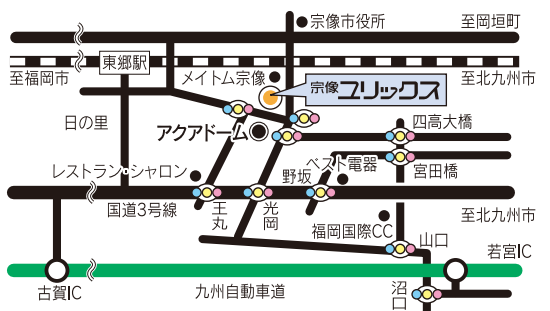 宗像市役所
至岡垣町
東郷駅
至福岡市
メイトム宗像
宗像ユリックス
至北九州市
日の里
アクアドーム
四高大橋
レストラン・シャロン
野坂
ベスト電器
宮田橋
国道3号線
王丸
光岡
至北九州市
福岡国際CC
山口
若宮IC
古賀IC
九州自動車道
沼口